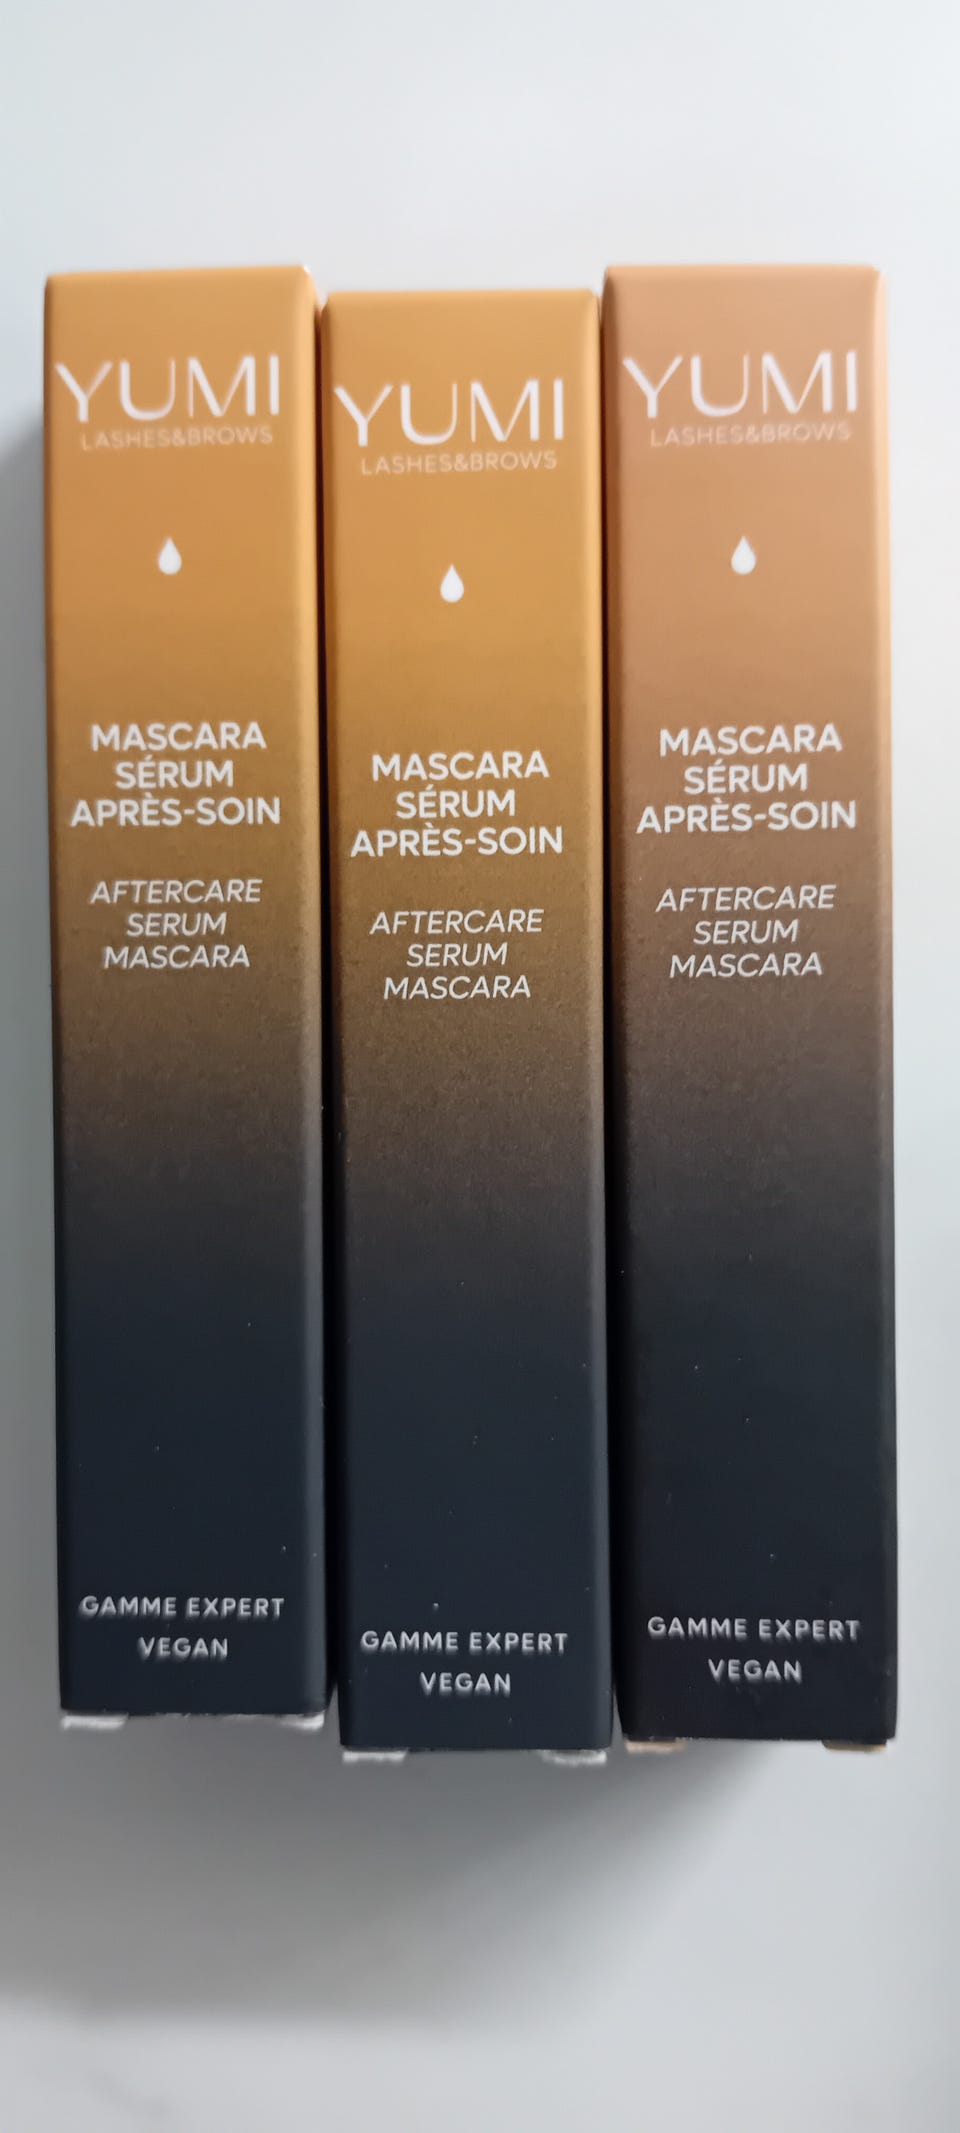 YUMI
LASHES&BROWS
MASCARA
SÉRUM
APRÈS-SOIN
AFTERCARE
SERUM
MASCARA
GAMME EXPERT
VEGAN
YUMI
LASHES&BROWS
MASCARA
SÉRUM
APRÈS-SOIN
AFTERCARE
SERUM
MASCARA
GAMME EXPERT
VEGAN
YUMI
LASHES&BROWS
MASCARA
SÉRUM
APRÈS-SOIN
AFTERCARE
SERUM
MASCARA
GAMME EXPERT
VEGAN